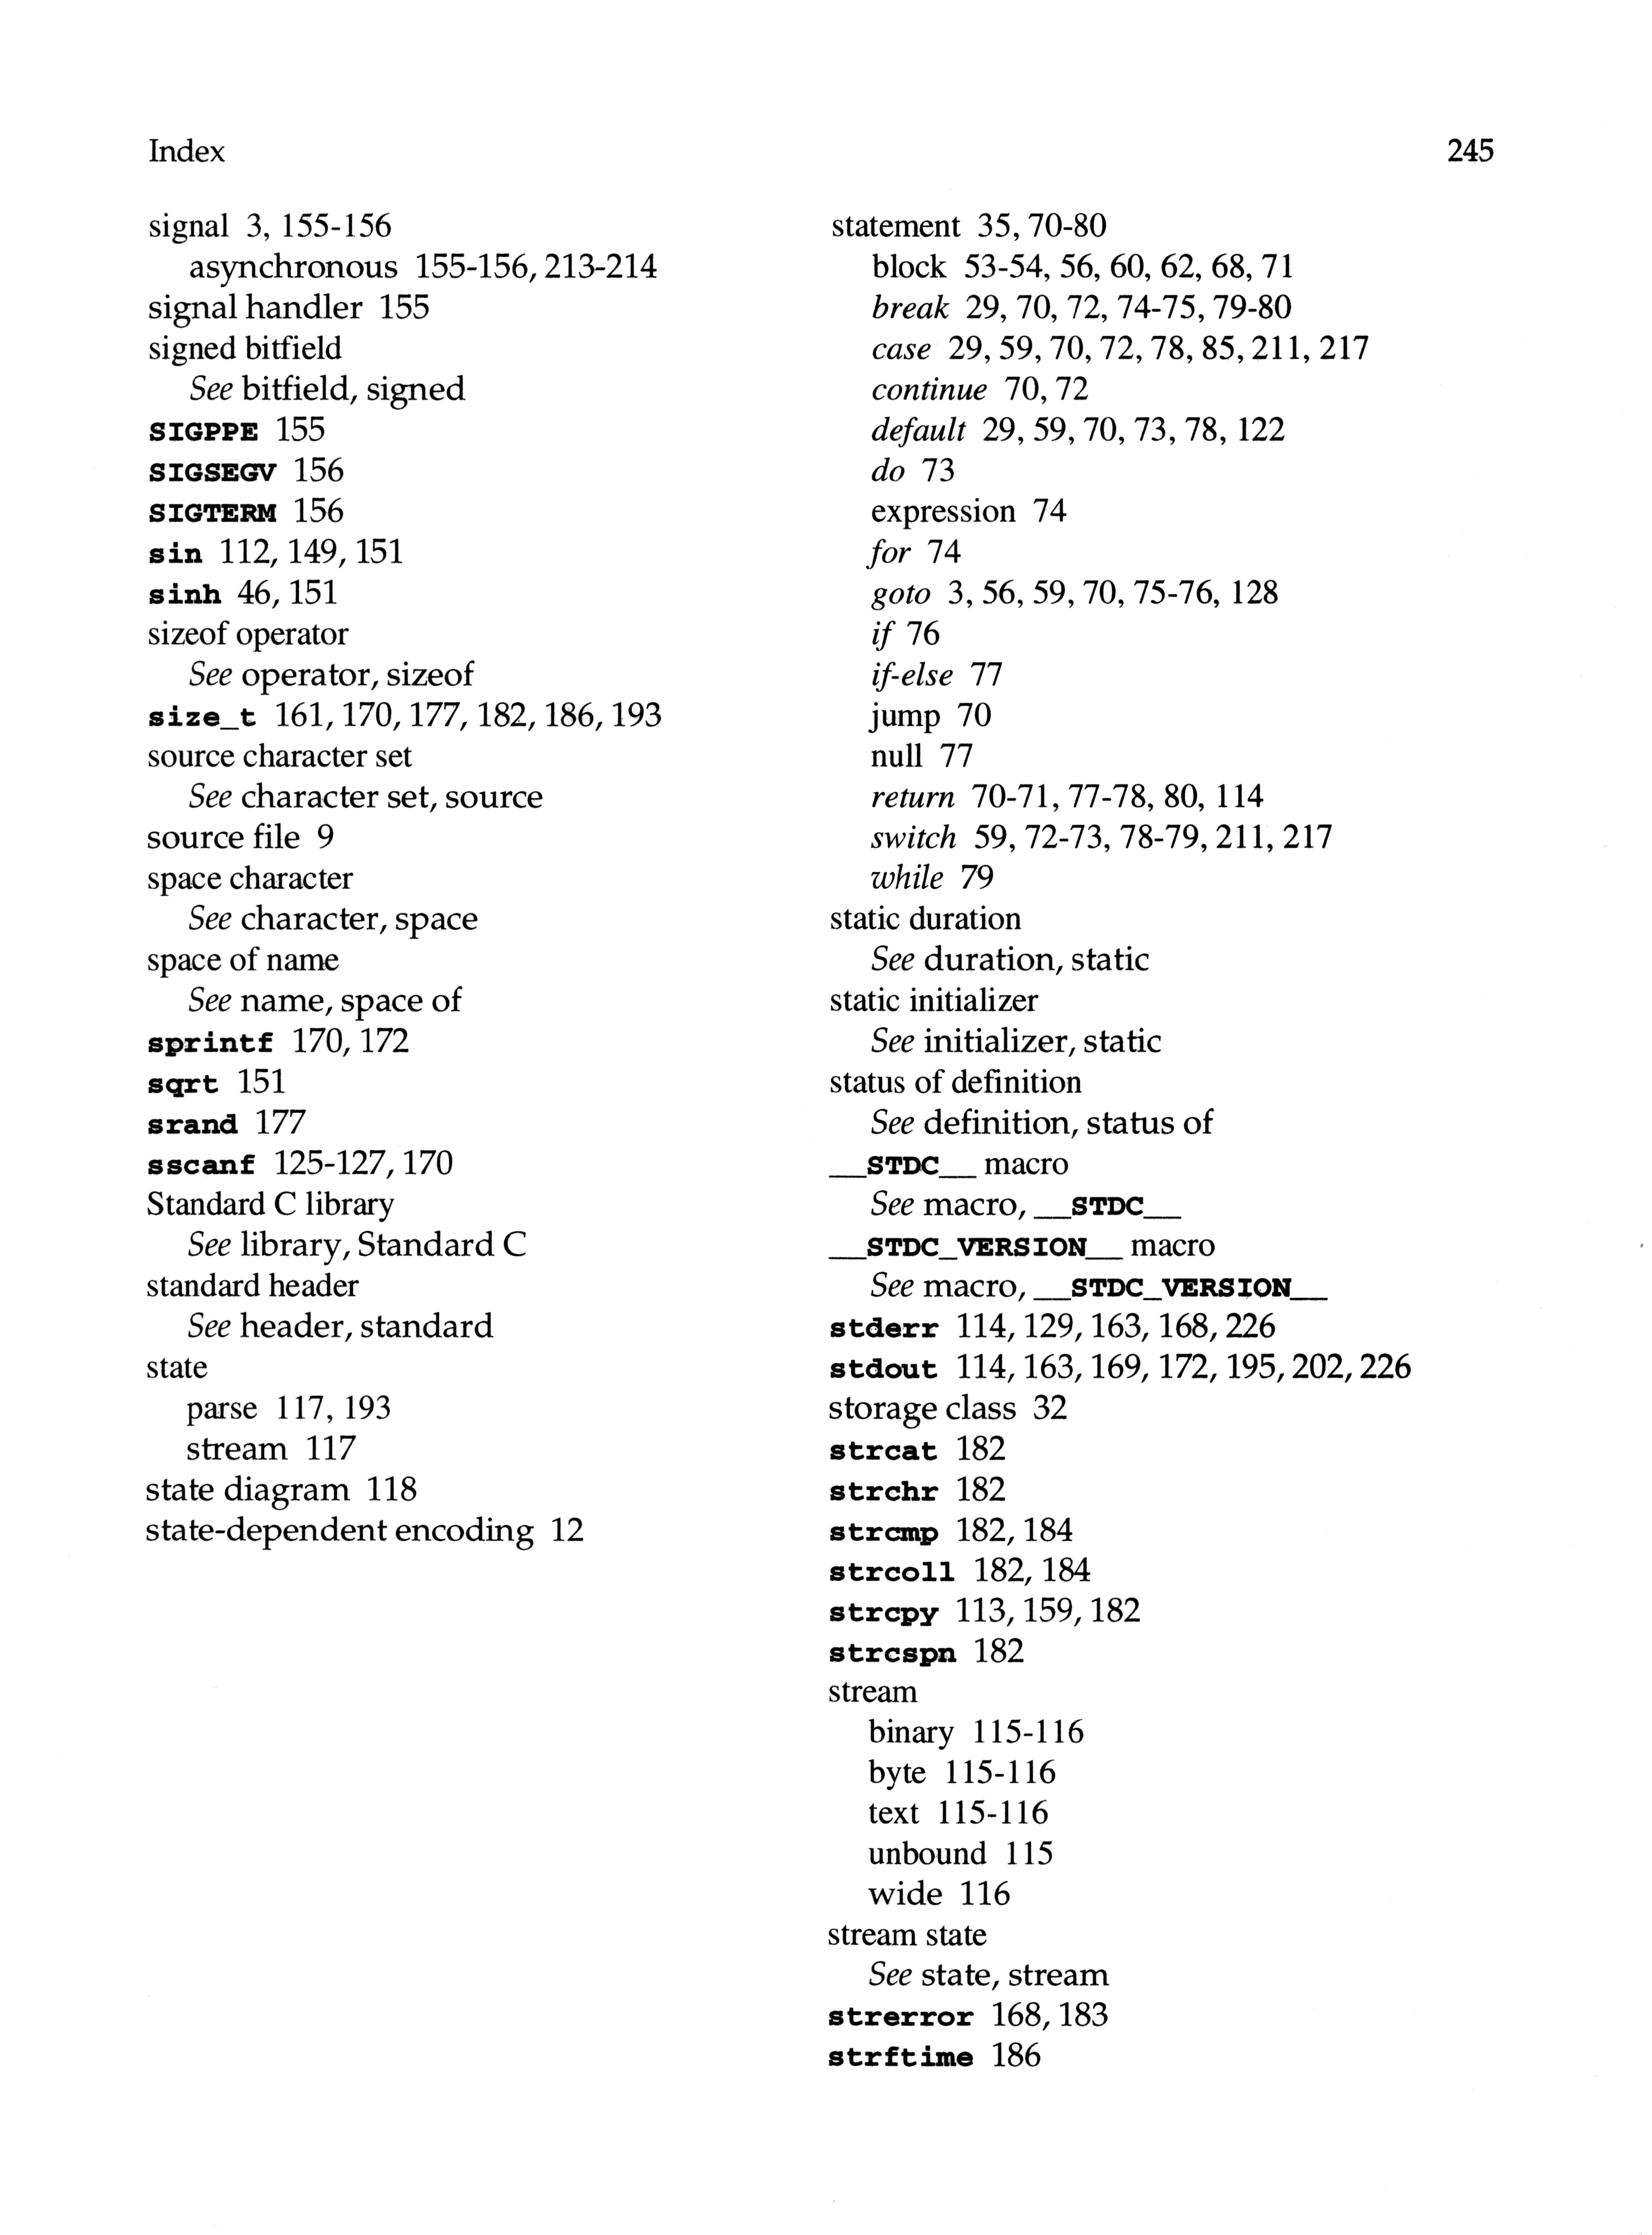 Index
245
signal 3, 155-156
asynchronous 155-156, 213-214
signal handler 155
signed bitfield
See bitfield, signed
SIGPPE 155
SIGSEGV 156
SIGTERM 156
sin 112, 149, 151
sinh 46, 151
sizeof operator
See operator, sizeof
size_t 161, 170, 177, 182, 186, 193
source character set
See character set, source
source file 9
space character
See character, space
space of name
See name, space of
sprintf 170, 172
sqrt 151
srand 177
sscanf 125-127, 170
Standard C library
See library, Standard C
standard header
See header, standard
state
parse 117, 193
stream 117
state diagram 118
state-dependent encoding 12
statement 35, 70-80
block 53-54, 56, 60, 62, 68, 71
break 29, 70, 72, 74-75, 79-80
case 29, 59, 70, 72, 78, 85, 211, 217
continue 70, 72
default 29, 59, 70, 73, 78, 122
do 73
expression 74
for 74
goto 3, 56, 59, 70, 75-76, 128
if 76
if-else 77
jump 70
null 77
return 70-71, 77-78, 80, 114
switch 59, 72-73, 78-79, 211, 217
while 79
static duration
See duration, static
static initializer
See initializer, static
status of definition
See definition, status of
__STDC__ macro
See macro, __STDC__
__STDC_VERSION__ macro
See macro, __STDC_VERSION__
stderr 114, 129, 163, 168, 226
stdout 114, 163, 169, 172, 195, 202, 226
storage class 32
strcat 182
strchr 182
strcmp 182, 184
strcoll 182, 184
strcpy 113, 159, 182
strcspn 182
stream
binary 115-116
byte 115-116
text 115-116
unbound 115
wide 116
stream state
See state, stream
strerror 168, 183
strftime 186